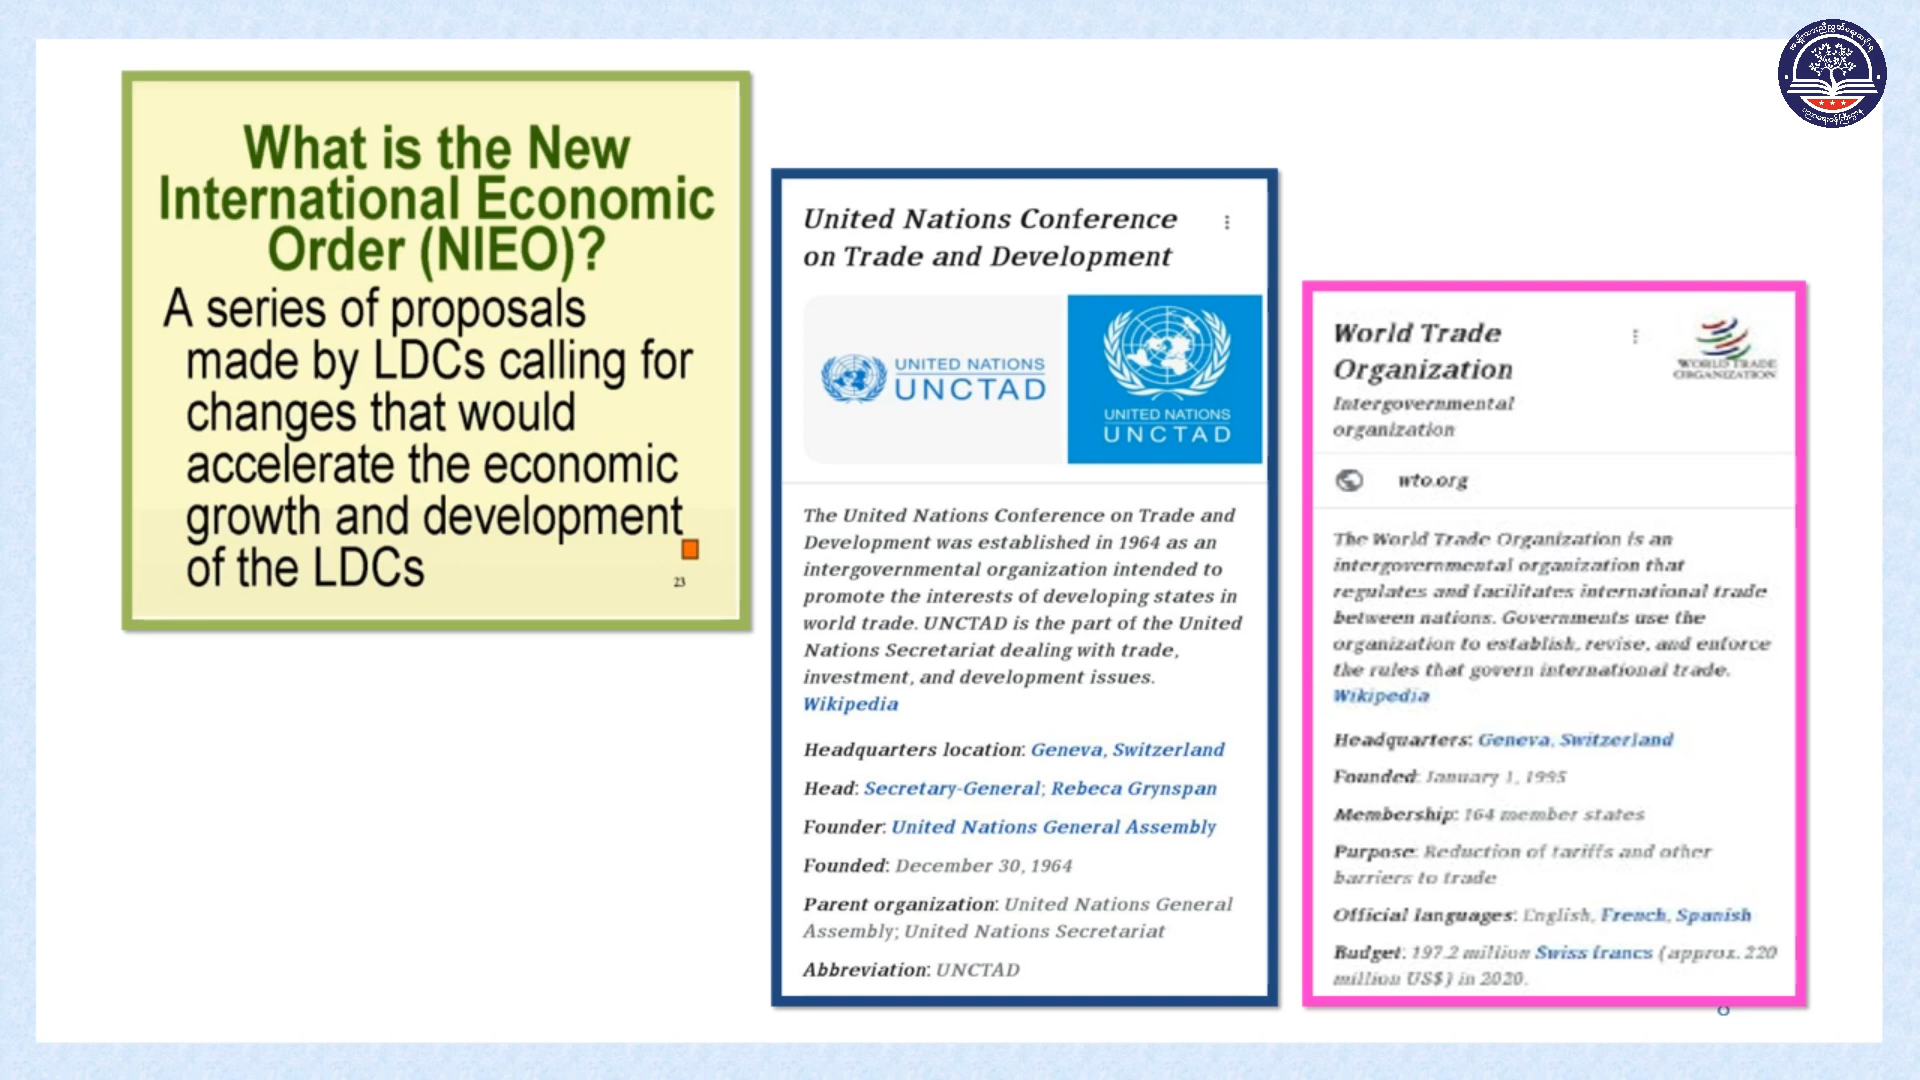 What is the New
International Economic
Order (NIEO)?
A series of proposals
made by LDCs calling for
changes that would
accelerate the economic
growth and development
of the LDCs
23
United Nations Conference
on Trade and Development
UNITED NATIONS
UNCTAD
UNITED NATIONS
UNCTAD
The United Nations Conference on Trade and
Development was established in 1964 as an
intergovernmental organization intended to
promote the interests of developing states in
world trade. UNCTAD is the part of the United
Nations Secretariat dealing with trade,
investment, and development issues.
Wikipedia
Headquarters location: Geneva, Switzerland
Head: Secretary-General; Rebeca Grynspan
Founder: United Nations General Assembly
Founded: December 30, 1964
Parent organization: United Nations General
Assembly; United Nations Secretariat
Abbreviation: UNCTAD
World Trade
Organization
Intergovernmental
organization
WORLD TRADE
ORGANIZATION
wto.org
The World Trade Organization is an
intergovernmental organization that
regulates and facilitates international trade
between nations. Governments use the
organization to establish, revise, and enforce
the rules that govern international trade.
Wikipedia
Headquarters: Geneva, Switzerland
Founded: January 1, 1995
Membership: 164 member states
Purpose: Reduction of tariffs and other
barriers to trade
Official languages: English, French, Spanish
Budget: 197.2 million Swiss francs (approx. 220
million US$) in 2020.